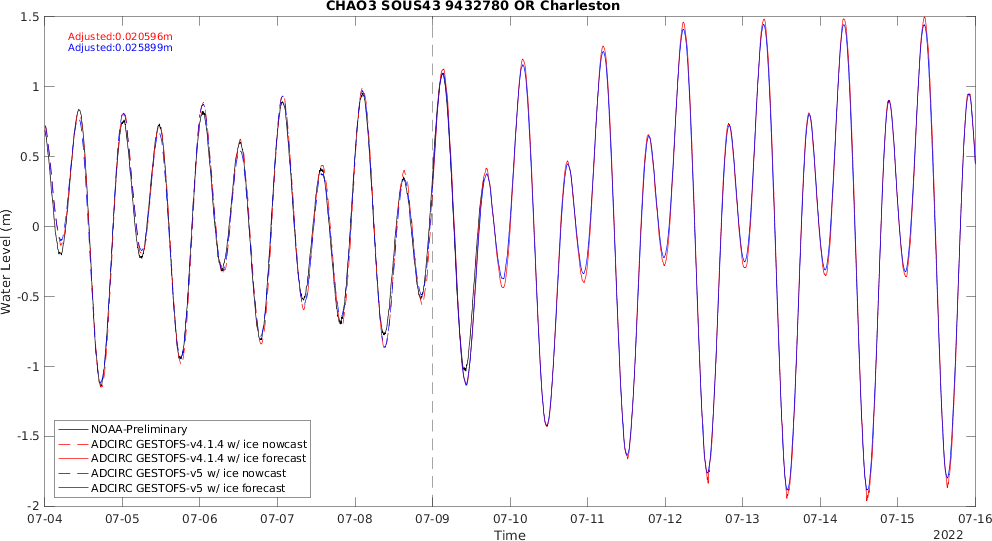 CHAO3 SOUS43 9432780 OR Charleston
Adjusted:0.020596m
Adjusted:0.025899m
Water Level (m)
1.5
1
0.5
0
-0.5
-1
-1.5
-2
NOAA-Preliminary
ADCIRC GESTOFS-v4.1.4 w/ ice nowcast
ADCIRC GESTOFS-v4.1.4 w/ ice forecast
ADCIRC GESTOFS-v5 w/ ice nowcast
ADCIRC GESTOFS-v5 w/ ice forecast
07-04 07-05 07-06 07-07 07-08 07-09 07-10 07-11 07-12 07-13 07-14 07-15 07-16
Time
2022